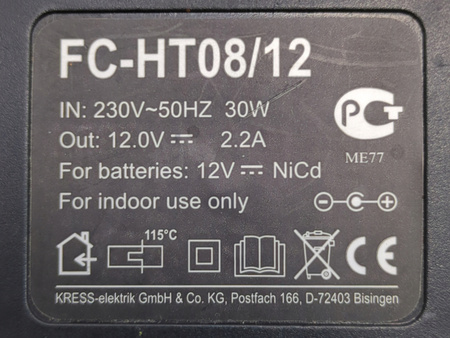 FC-HT08/12
IN: 230V~50HZ 30W
Out: 12.0V⎓ 2.2A
For batteries: 12V⎓ NiCd
For indoor use only
PCT
ME77
115°C
CE
KRESS-elektrik GmbH & Co. KG, Postfach 166, D-72403 Bisingen